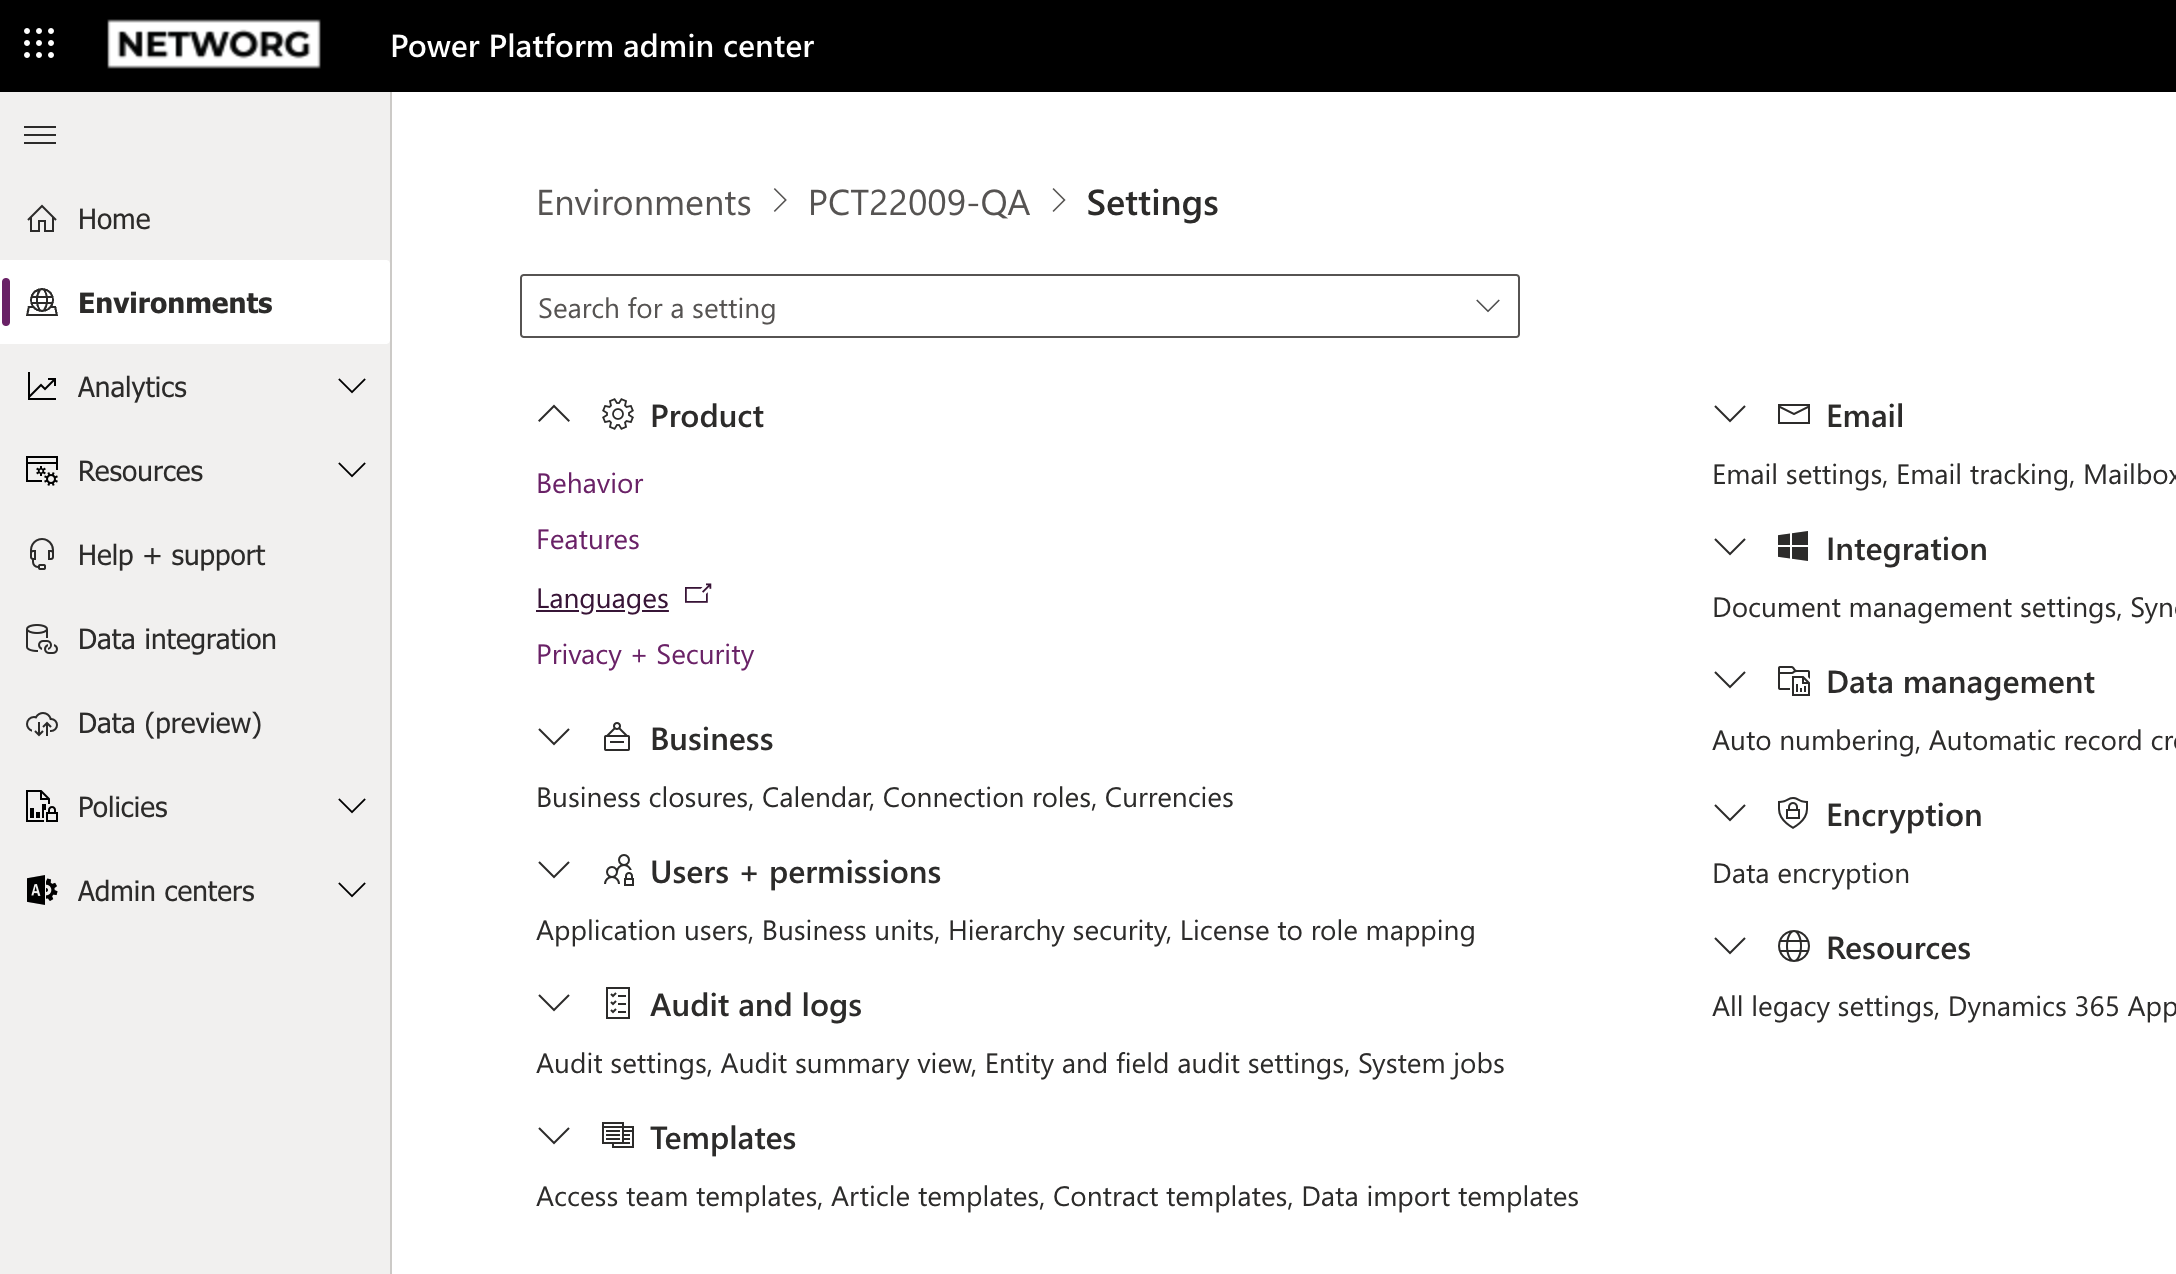 NETWORG
Power Platform admin center
Home
Environments
Analytics
Resources
Help + support
Data integration
Data (preview)
Policies
Admin centers
Environments > PCT22009-QA > Settings
Search for a setting
Product
Behavior
Features
Languages
Privacy + Security
Business
Business closures, Calendar, Connection roles, Currencies
Users + permissions
Application users, Business units, Hierarchy security, License to role mapping
Audit and logs
Audit settings, Audit summary view, Entity and field audit settings, System jobs
Templates
Access team templates, Article templates, Contract templates, Data import templates
Email
Email settings, Email tracking, Mailbox
Integration
Document management settings, Syn
Data management
Auto numbering, Automatic record cr
Encryption
Data encryption
Resources
All legacy settings, Dynamics 365 App